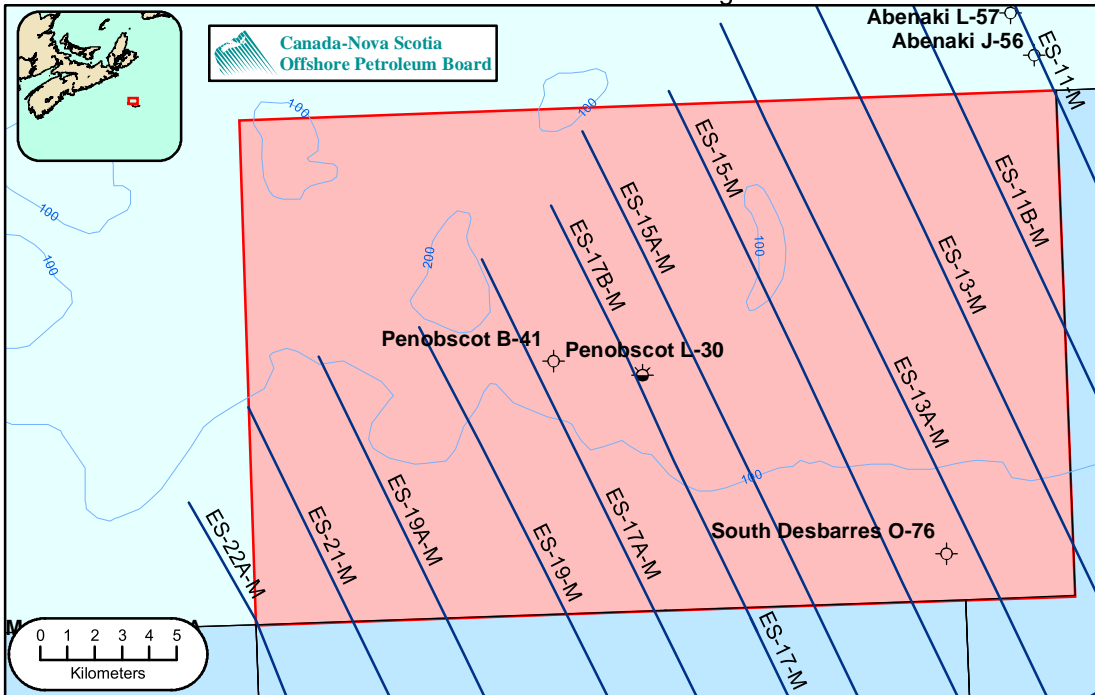 Canada-Nova Scotia
Offshore Petroleum Board
Abenaki L-57
Abenaki J-56
ES-11-M
100
100
100
100
200
100
100
ES-15-M
ES-15A-M
ES-17B-M
ES-11B-M
ES-13-M
ES-13A-M
Penobscot B-41
Penobscot L-30
South Desbarres O-76
ES-22A-M
ES-21-M
ES-19A-M
ES-19-M
ES-17A-M
ES-17-M
0 1 2 3 4 5
Kilometers